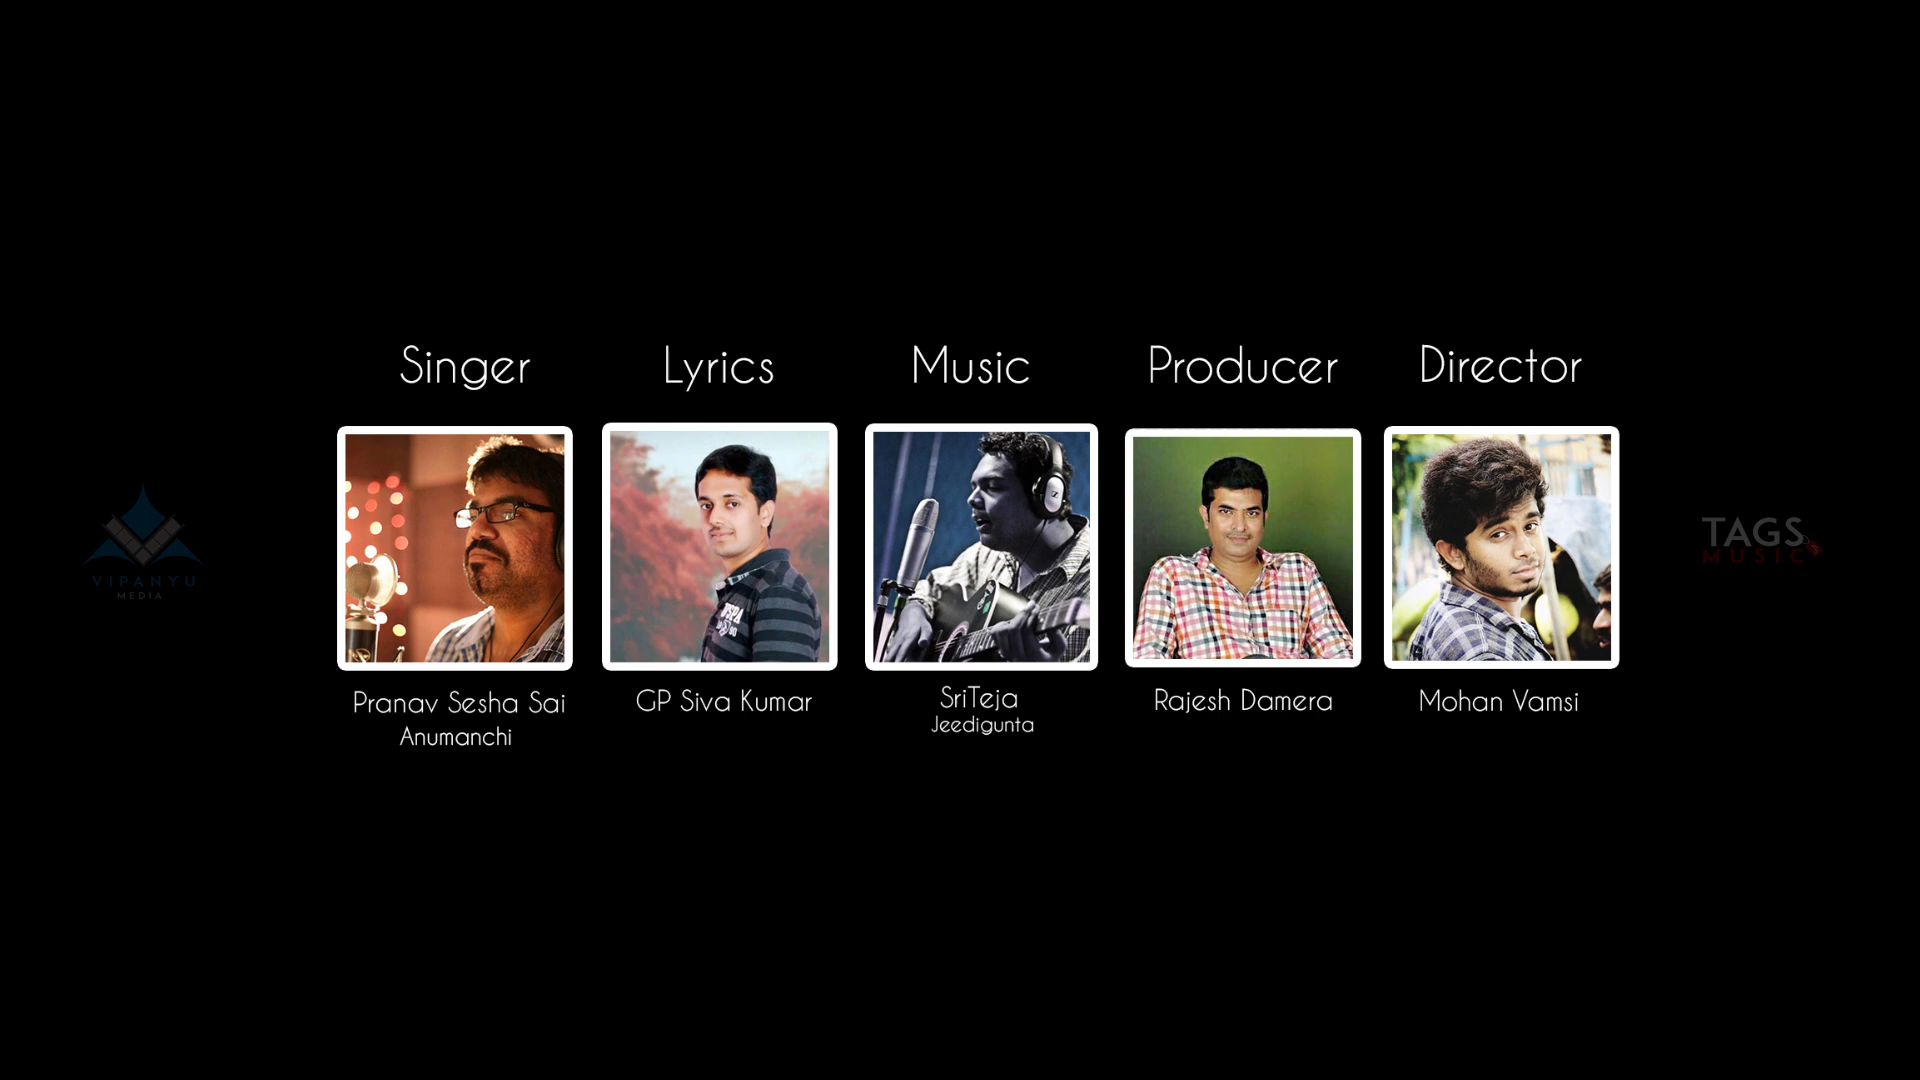 Singer
Lyrics
Music
Producer
Director
VIPANYU
MEDIA
TAGS
MUSIC
Pranav Sesha Sai
Anumanchi
GP Siva Kumar
SriTeja
Jeedigunta
Rajesh Damera
Mohan Vamsi